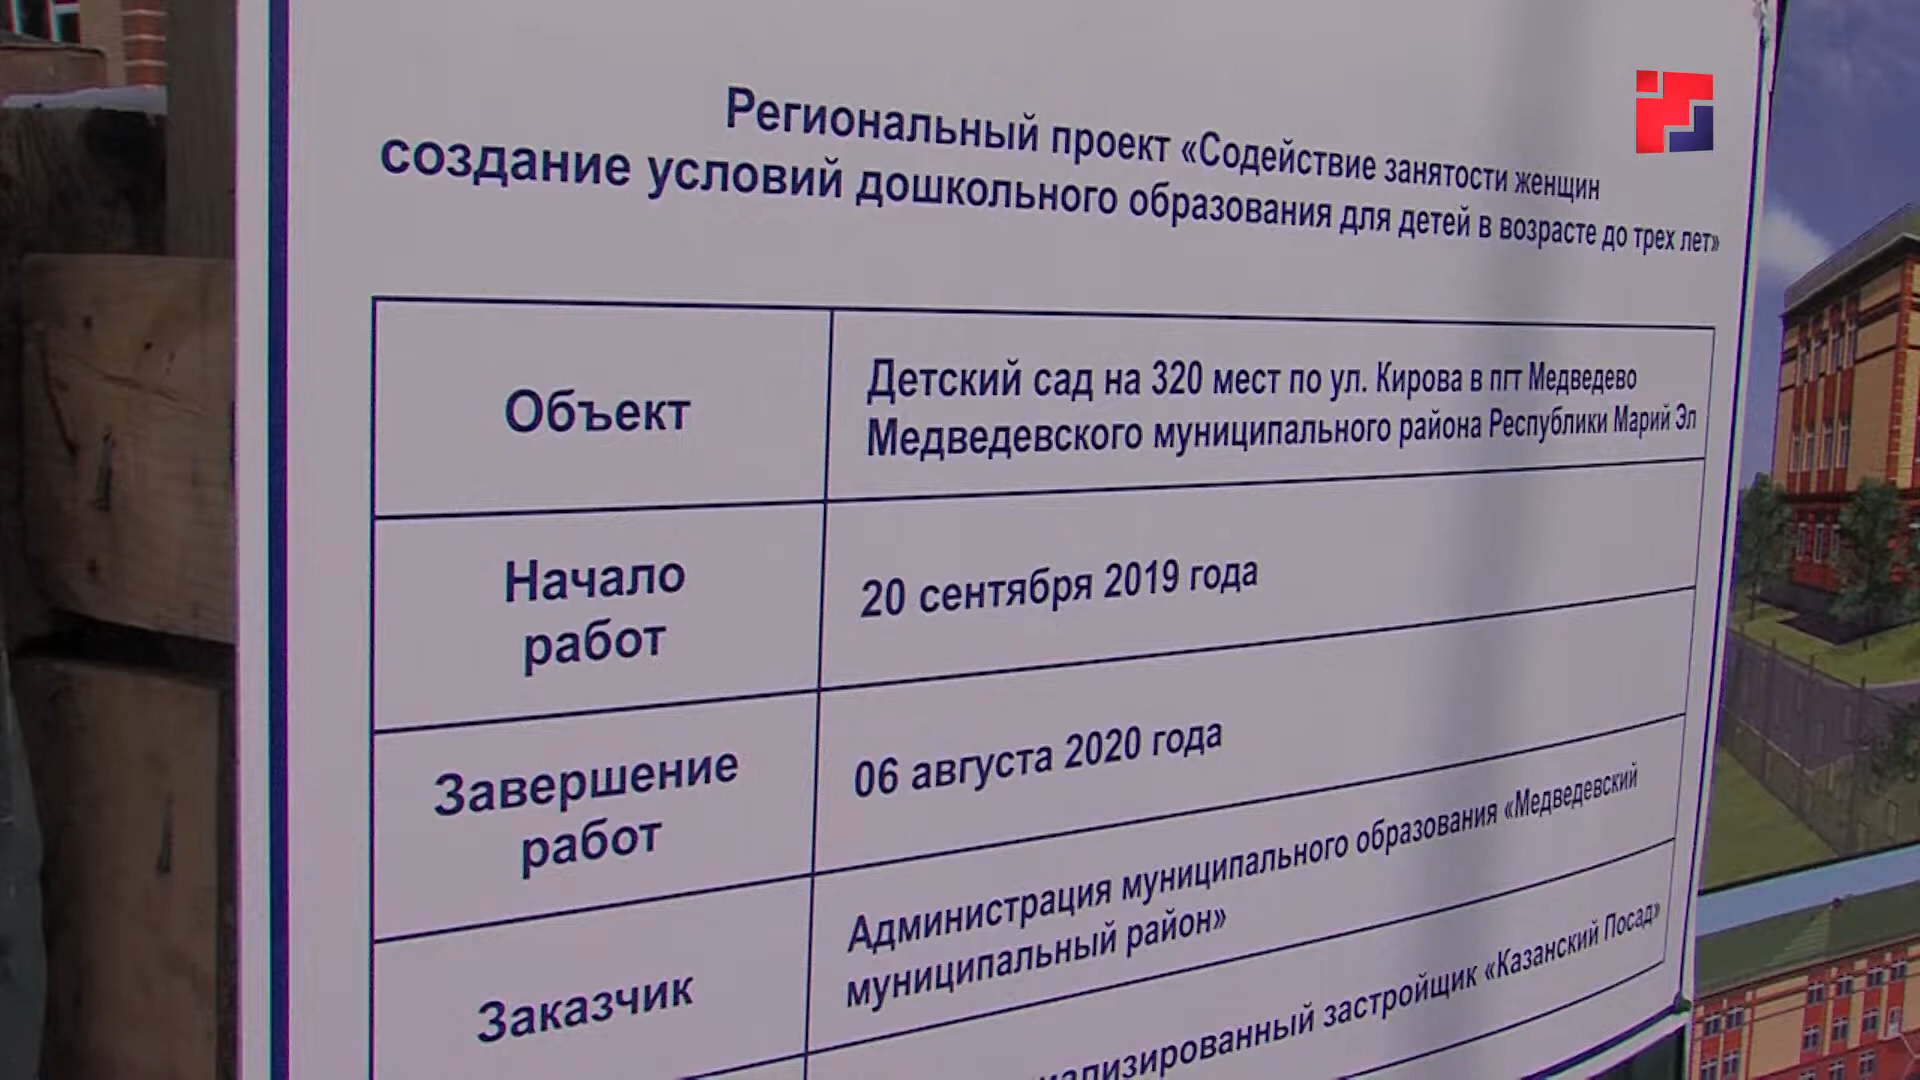 Региональный проект «Содействие занятости женщин
создание условий дошкольного образования для детей в возрасте до трех лет»
Объект
Детский сад на 320 мест по ул. Кирова в пгт Медведево
Медведевского муниципального района Республики Марий Эл
Начало
работ
20 сентября 2019 года
Завершение
работ
06 августа 2020 года
Заказчик
Администрация муниципального образования «Медведевский
муниципальный район»
застройщик «Казанский Посад»